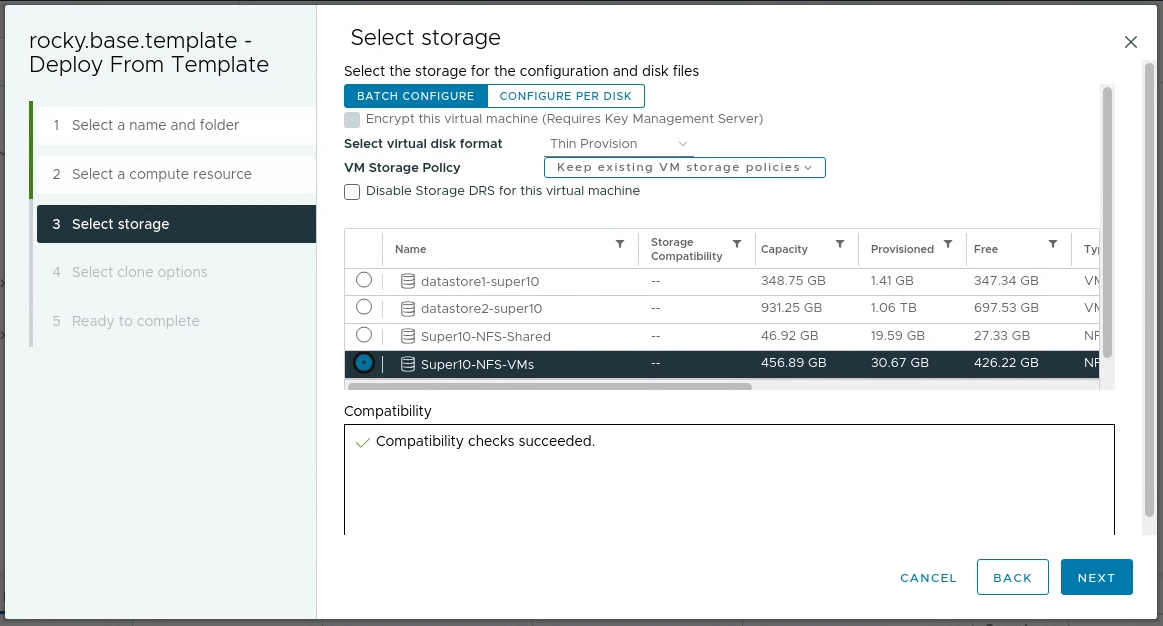 rocky.base.template -
Deploy From Template
1 Select a name and folder
2 Select a compute resource
3 Select storage
4 Select clone options
5 Ready to complete
Select storage
Select the storage for the configuration and disk files
BATCH CONFIGURE CONFIGURE PER DISK
Encrypt this virtual machine (Requires Key Management Server)
Select virtual disk format Thin Provision
VM Storage Policy Keep existing VM storage policies
Disable Storage DRS for this virtual machine
Name Storage Compatibility Capacity Provisioned Free
datastore1-super10 -- 348.75 GB 1.41 GB 347.34 GB
datastore2-super10 -- 931.25 GB 1.06 TB 697.53 GB
Super10-NFS-Shared -- 46.92 GB 19.59 GB 27.33 GB
Super10-NFS-VMs -- 456.89 GB 30.67 GB 426.22 GB
Compatibility
Compatibility checks succeeded.
CANCEL BACK NEXT